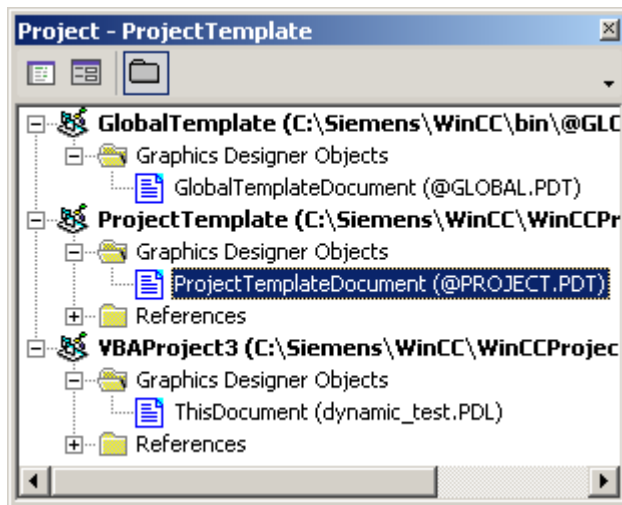 Project - ProjectTemplate
GlobalTemplate (C:\Siemens\WinCC\bin\@GLC
Graphics Designer Objects
GlobalTemplateDocument (@GLOBAL.PDT)
ProjectTemplate (C:\Siemens\WinCC\WinCCPr
Graphics Designer Objects
ProjectTemplateDocument (@PROJECT.PDT)
References
VBAProject3 (C:\Siemens\WinCC\WinCCProjec
Graphics Designer Objects
ThisDocument (dynamic_test.PDL)
References